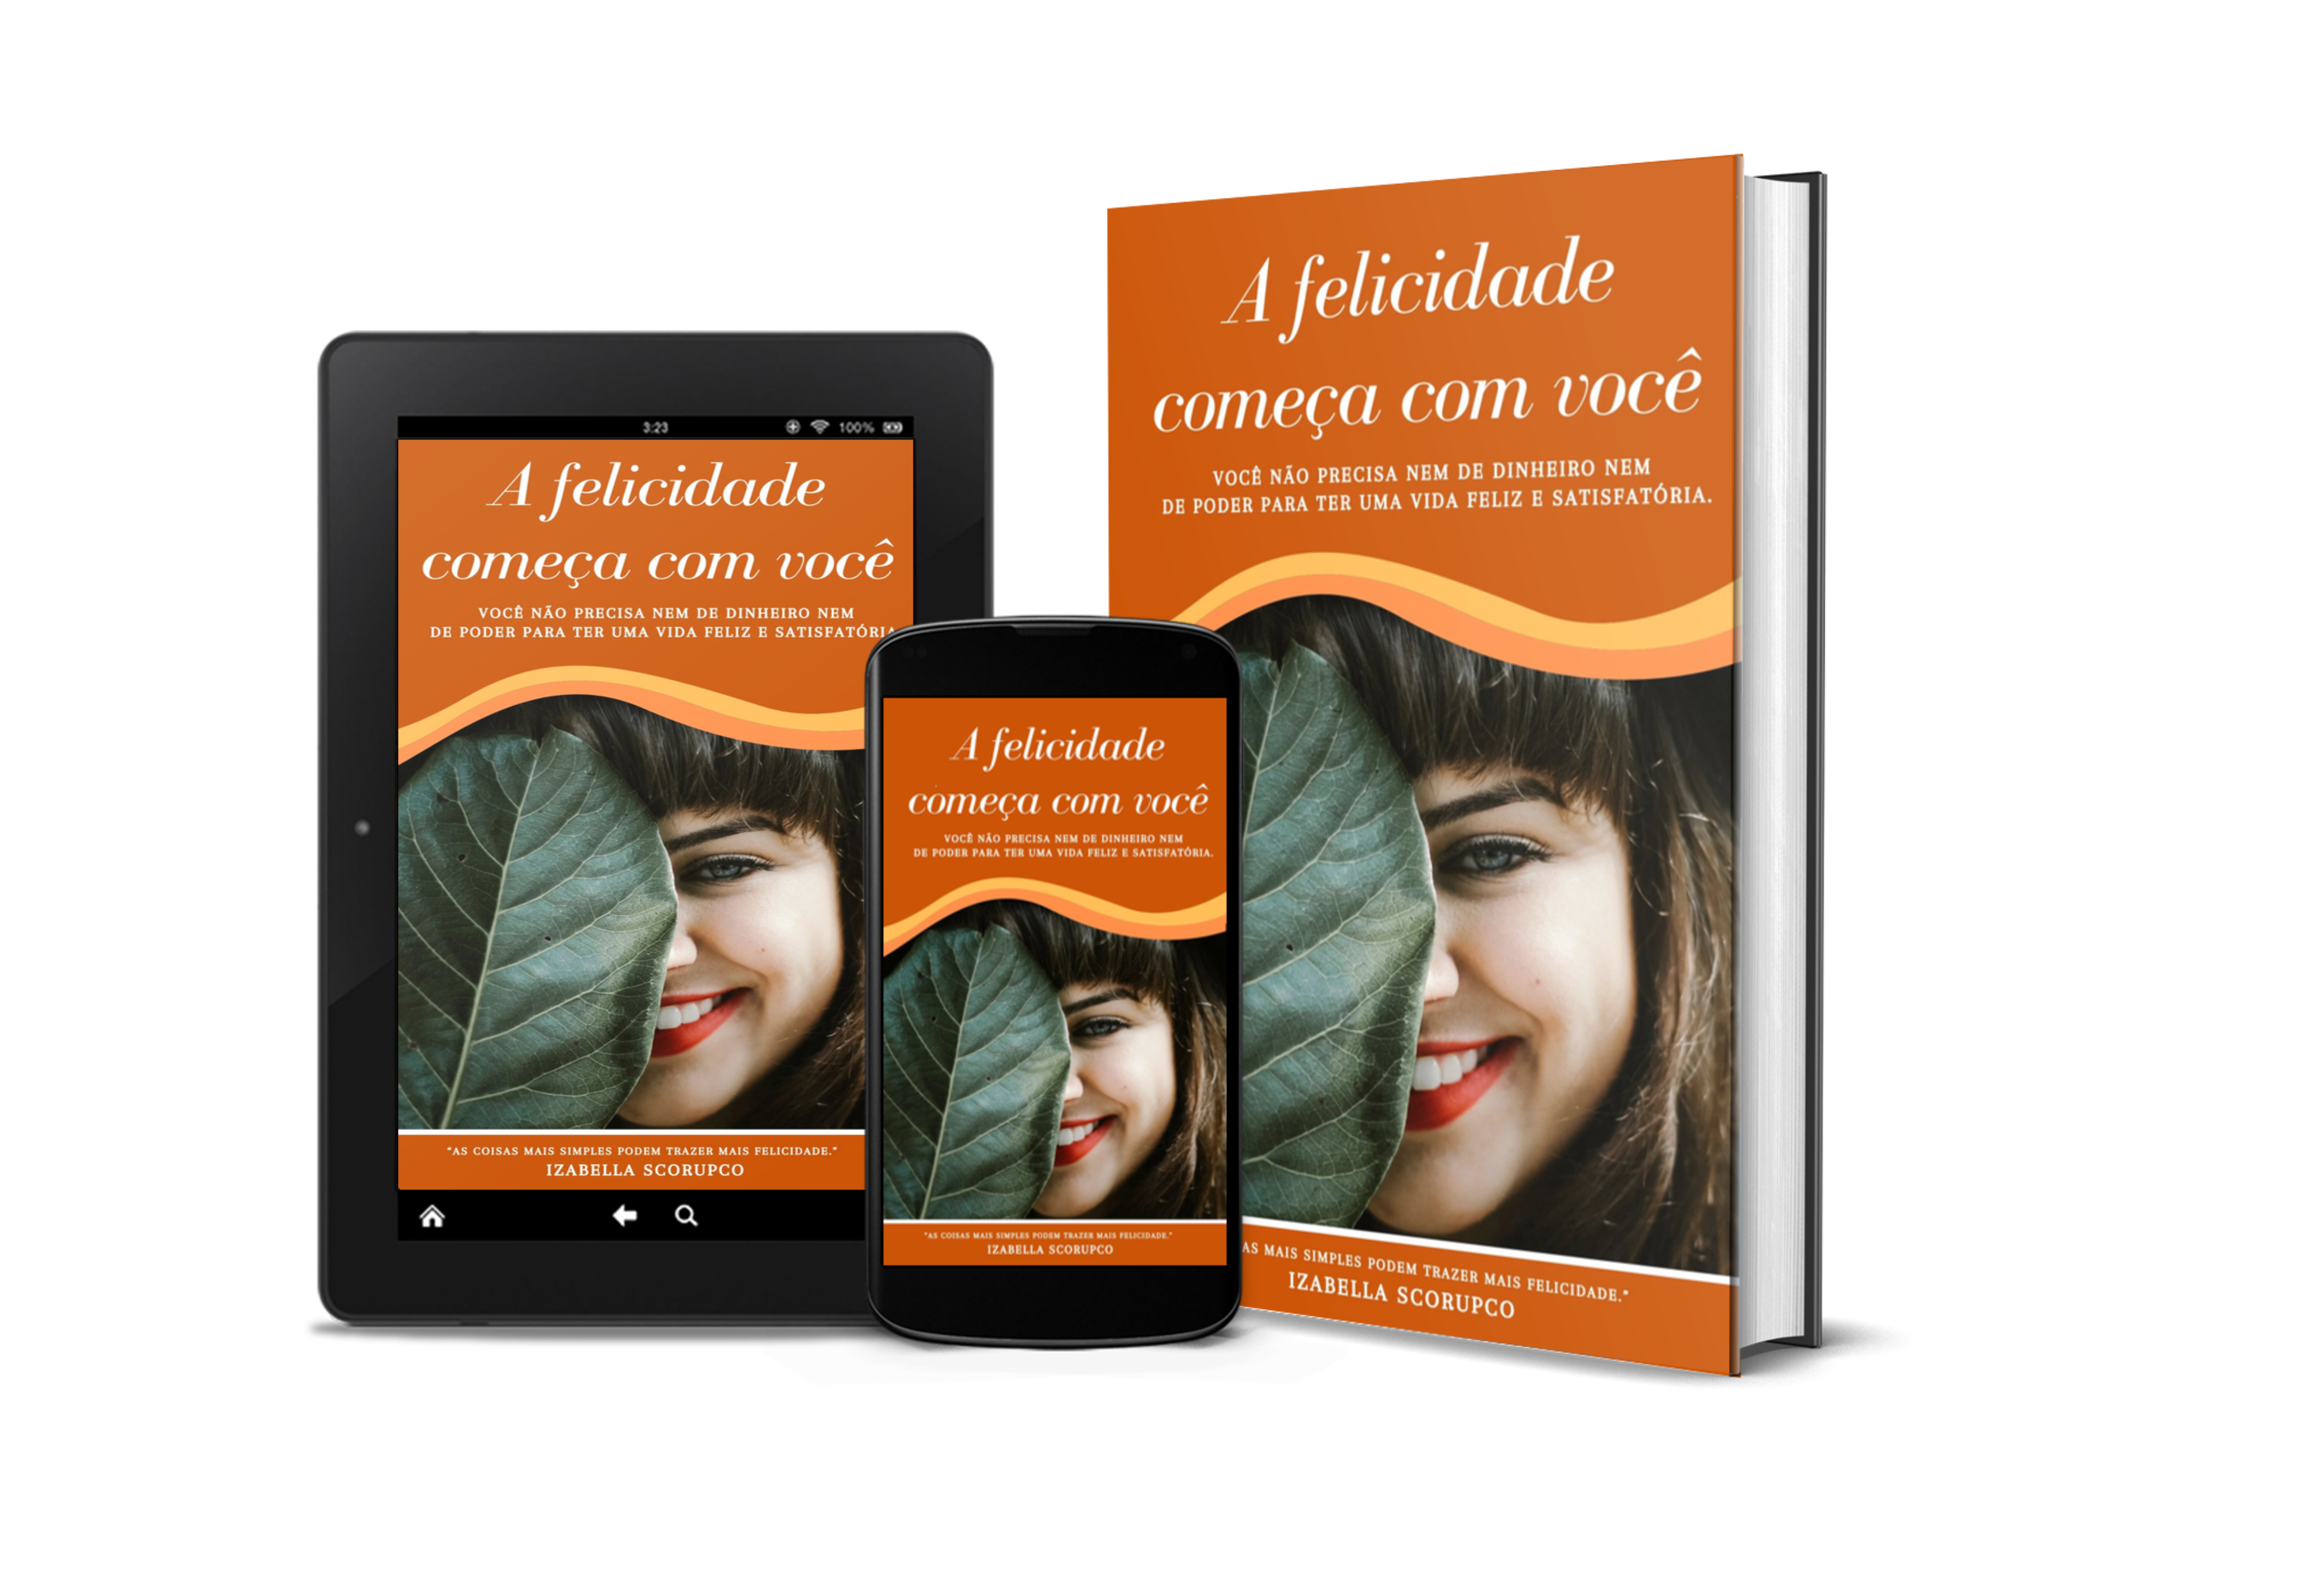 3:23
100%
A felicidade
começa com você
VOCÊ NÃO PRECISA NEM DE DINHEIRO NEM
DE PODER PARA TER UMA VIDA FELIZ E SATISFATÓRIA
"AS COISAS MAIS SIMPLES PODEM TRAZER MAIS FELICIDADE."
IZABELLA SCORUPCO
A felicidade
começa com você
VOCÊ NÃO PRECISA NEM DE DINHEIRO NEM
DE PODER PARA TER UMA VIDA FELIZ E SATISFATÓRIA.
"AS COISAS MAIS SIMPLES PODEM TRAZER MAIS FELICIDADE."
IZABELLA SCORUPCO
A felicidade
começa com você
VOCÊ NÃO PRECISA NEM DE DINHEIRO NEM
DE PODER PARA TER UMA VIDA FELIZ E SATISFATÓRIA.
AS MAIS SIMPLES PODEM TRAZER MAIS FELICIDADE."
IZABELLA SCORUPCO